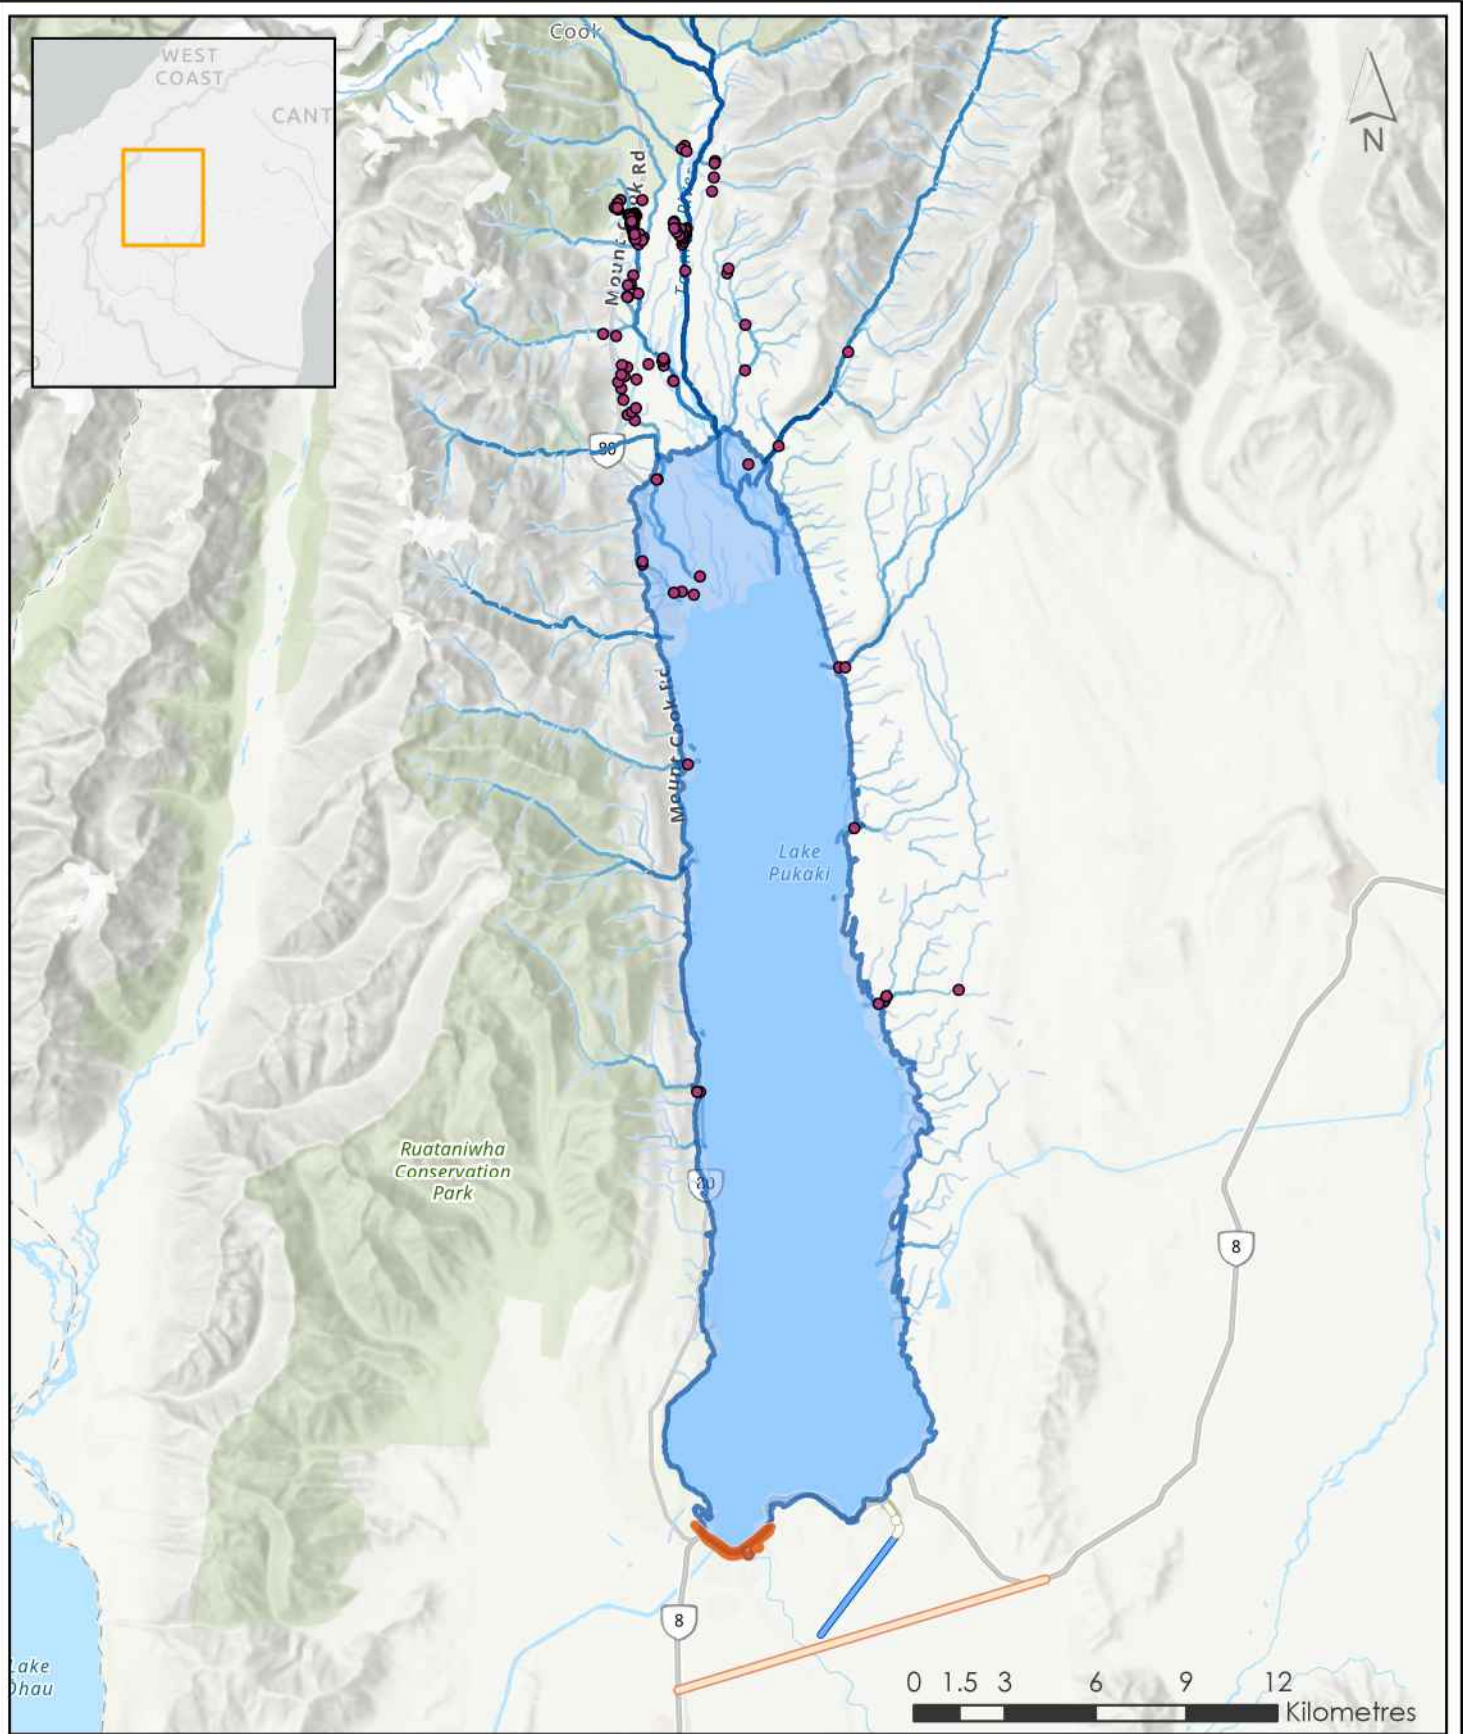 Cook
WEST
COAST
CANT
N
Mount Cook Rd
80
Mount Cook Rd
Lake
Pukaki
Ruataniwha
Conservation
Park
80
8
8
Lake
Ohau
0 1.5 3 6 9 12
Kilometres